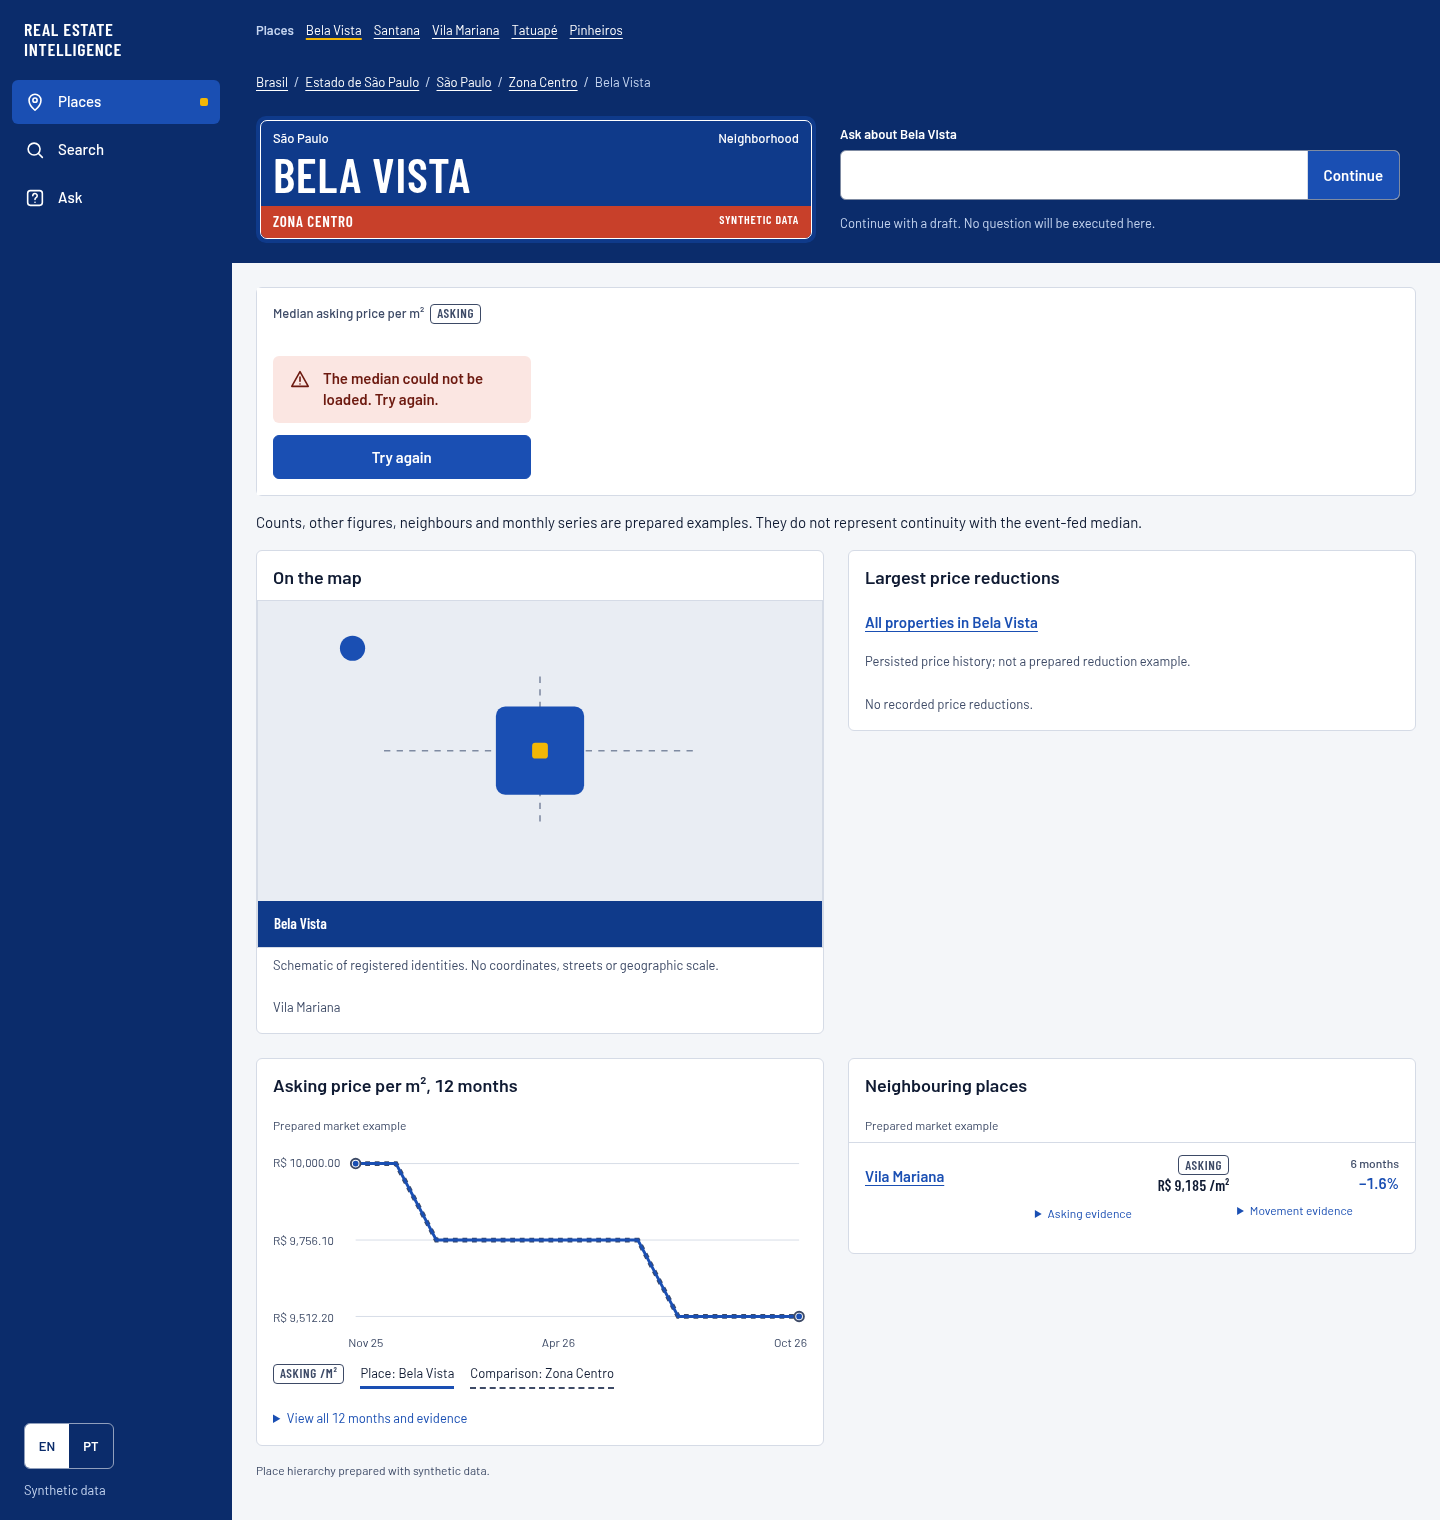 REAL ESTATE
INTELLIGENCE
Places
Search
Ask
EN PT
Synthetic data
Places Bela Vista Santana Vila Mariana Tatuapé Pinheiros
Brasil / Estado de São Paulo / São Paulo / Zona Centro / Bela Vista
São Paulo Neighborhood
BELA VISTA
ZONA CENTRO SYNTHETIC DATA
Ask about Bela Vista
Continue
Continue with a draft. No question will be executed here.
Median asking price per m² ASKING
The median could not be
loaded. Try again.
Try again
Counts, other figures, neighbours and monthly series are prepared examples. They do not represent continuity with the event-fed median.
On the map
Bela Vista
Schematic of registered identities. No coordinates, streets or geographic scale.
Vila Mariana
Largest price reductions
All properties in Bela Vista
Persisted price history; not a prepared reduction example.
No recorded price reductions.
Asking price per m², 12 months
Prepared market example
R$ 10,000.00
R$ 9,756.10
R$ 9,512.20
Nov 25 Apr 26 Oct 26
ASKING /M² Place: Bela Vista Comparison: Zona Centro
View all 12 months and evidence
Neighbouring places
Prepared market example
Vila Mariana
ASKING
R$ 9,185 /m²
Asking evidence
6 months
−1.6%
Movement evidence
Place hierarchy prepared with synthetic data.